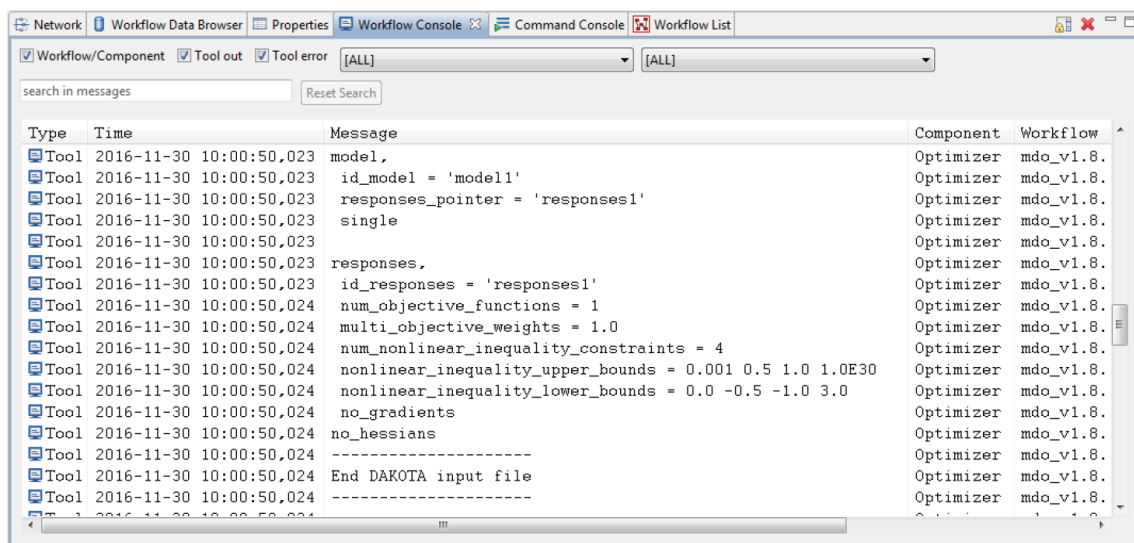 Network Workflow Data Browser Properties Workflow Console Command Console Workflow List
Workflow/Component Tool out Tool error [ALL] [ALL]
search in messages Reset Search
Type Time Message Component Workflow
Tool 2016-11-30 10:00:50,023 model, Optimizer mdo_v1.8.
Tool 2016-11-30 10:00:50,023 id_model = 'model1' Optimizer mdo_v1.8.
Tool 2016-11-30 10:00:50,023 responses_pointer = 'responses1' Optimizer mdo_v1.8.
Tool 2016-11-30 10:00:50,023 single Optimizer mdo_v1.8.
Tool 2016-11-30 10:00:50,023 Optimizer mdo_v1.8.
Tool 2016-11-30 10:00:50,023 responses, Optimizer mdo_v1.8.
Tool 2016-11-30 10:00:50,023 id_responses = 'responses1' Optimizer mdo_v1.8.
Tool 2016-11-30 10:00:50,024 num_objective_functions = 1 Optimizer mdo_v1.8.
Tool 2016-11-30 10:00:50,024 multi_objective_weights = 1.0 Optimizer mdo_v1.8.
Tool 2016-11-30 10:00:50,024 num_nonlinear_inequality_constraints = 4 Optimizer mdo_v1.8.
Tool 2016-11-30 10:00:50,024 nonlinear_inequality_upper_bounds = 0.001 0.5 1.0 1.0E30 Optimizer mdo_v1.8.
Tool 2016-11-30 10:00:50,024 nonlinear_inequality_lower_bounds = 0.0 -0.5 -1.0 3.0 Optimizer mdo_v1.8.
Tool 2016-11-30 10:00:50,024 no_gradients Optimizer mdo_v1.8.
Tool 2016-11-30 10:00:50,024 no_hessians Optimizer mdo_v1.8.
Tool 2016-11-30 10:00:50,024 --------------------- Optimizer mdo_v1.8.
Tool 2016-11-30 10:00:50,024 End DAKOTA input file Optimizer mdo_v1.8.
Tool 2016-11-30 10:00:50,024 --------------------- Optimizer mdo_v1.8.